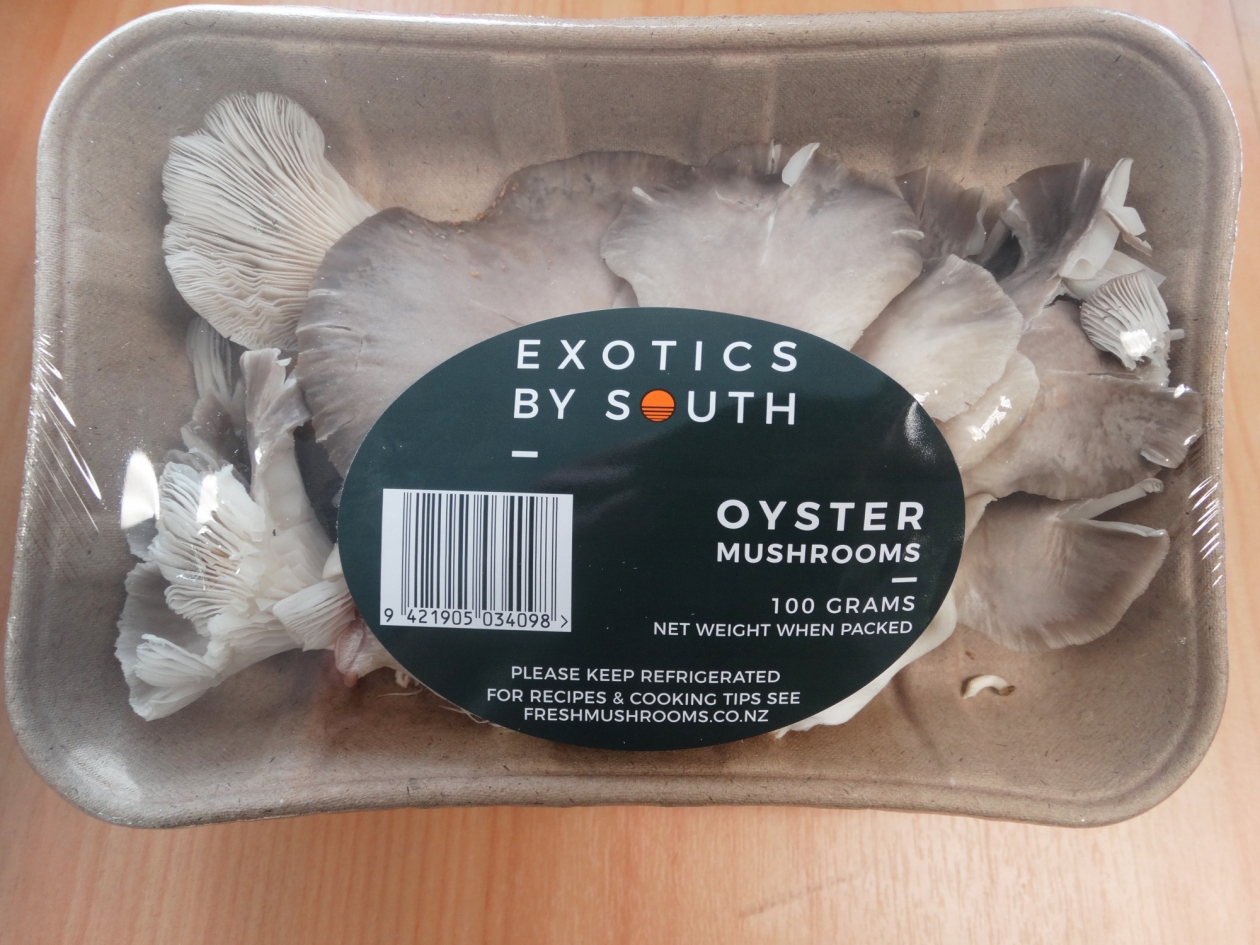 EXOTICS
BY SOUTH
OYSTER
MUSHROOMS
100 GRAMS
NET WEIGHT WHEN PACKED
9 421905 034098 >
PLEASE KEEP REFRIGERATED
FOR RECIPES & COOKING TIPS SEE
FRESHMUSHROOMS.CO.NZ